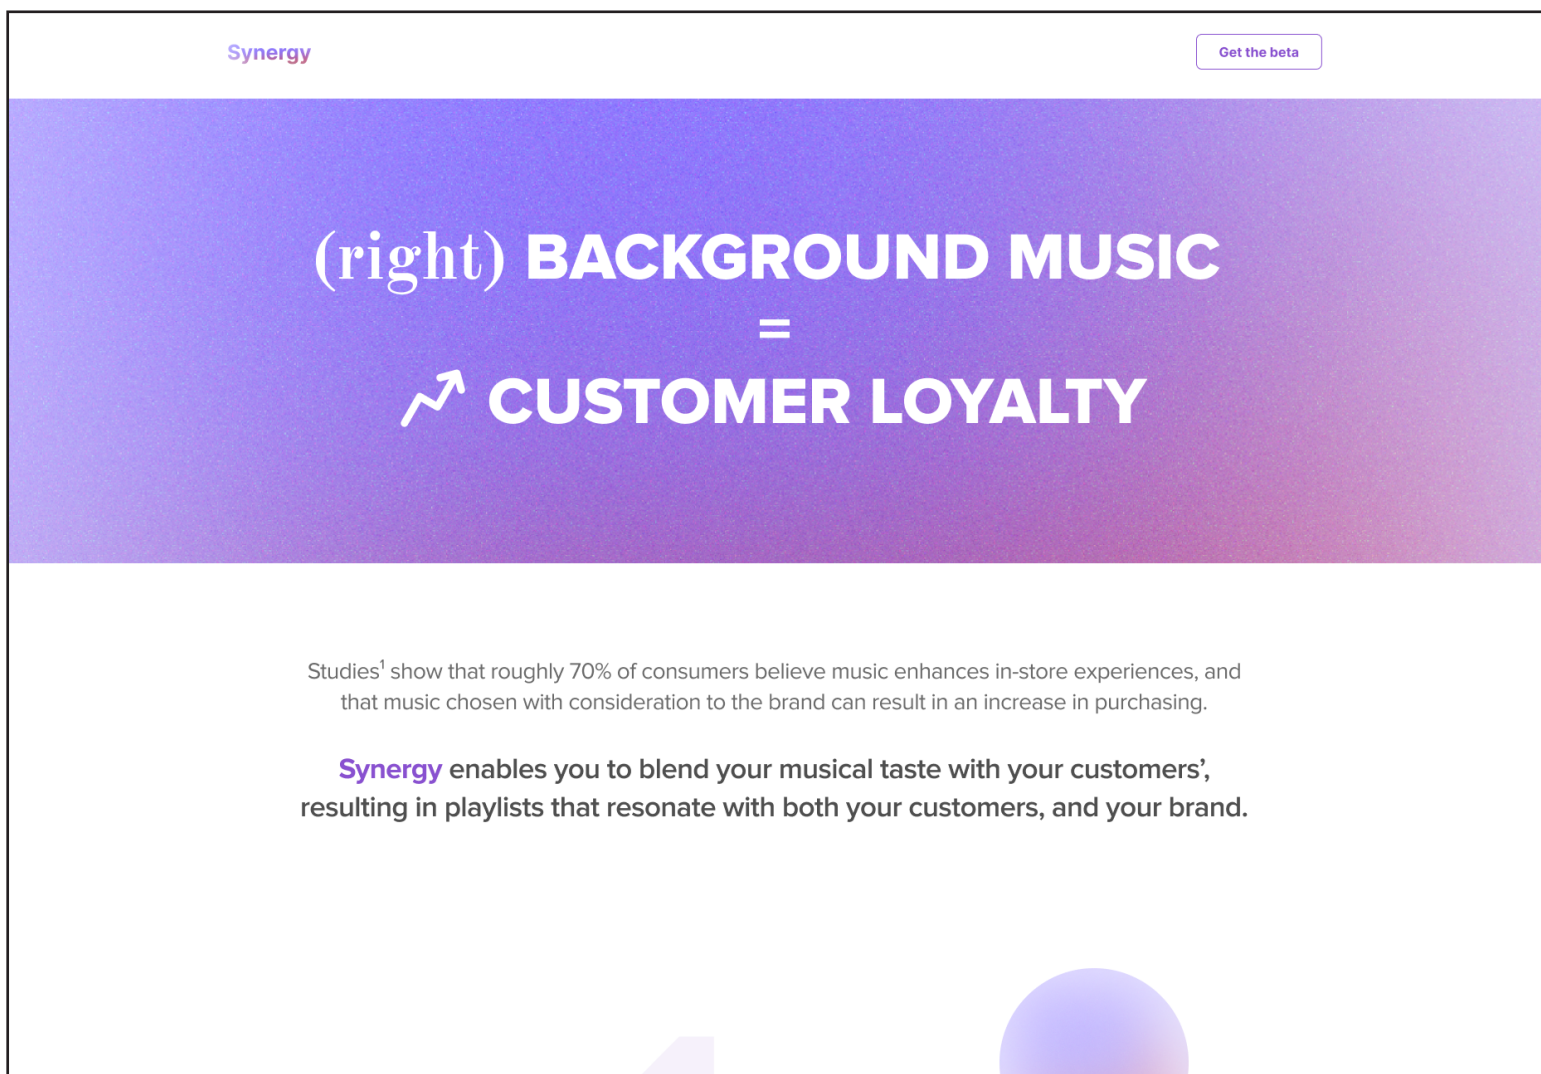 Synergy
Get the beta
(right) BACKGROUND MUSIC
=
CUSTOMER LOYALTY
Studies¹ show that roughly 70% of consumers believe music enhances in-store experiences, and
that music chosen with consideration to the brand can result in an increase in purchasing.
Synergy enables you to blend your musical taste with your customers’,
resulting in playlists that resonate with both your customers, and your brand.